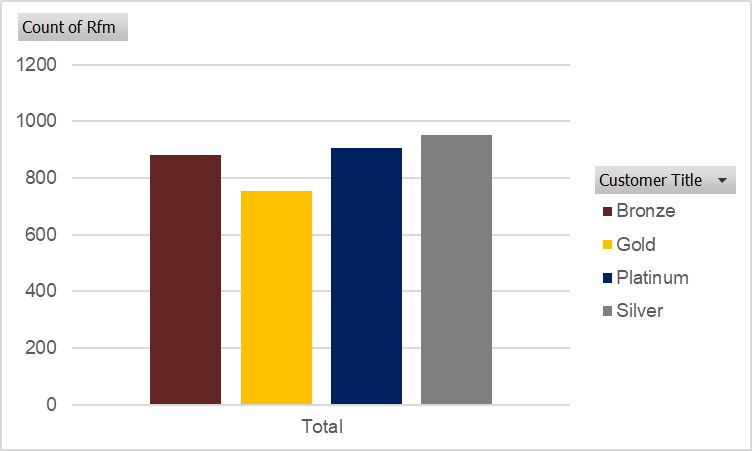 Count of Rfm
1200
1000
800
600
400
200
0
Total
Customer Title
Bronze
Gold
Platinum
Silver